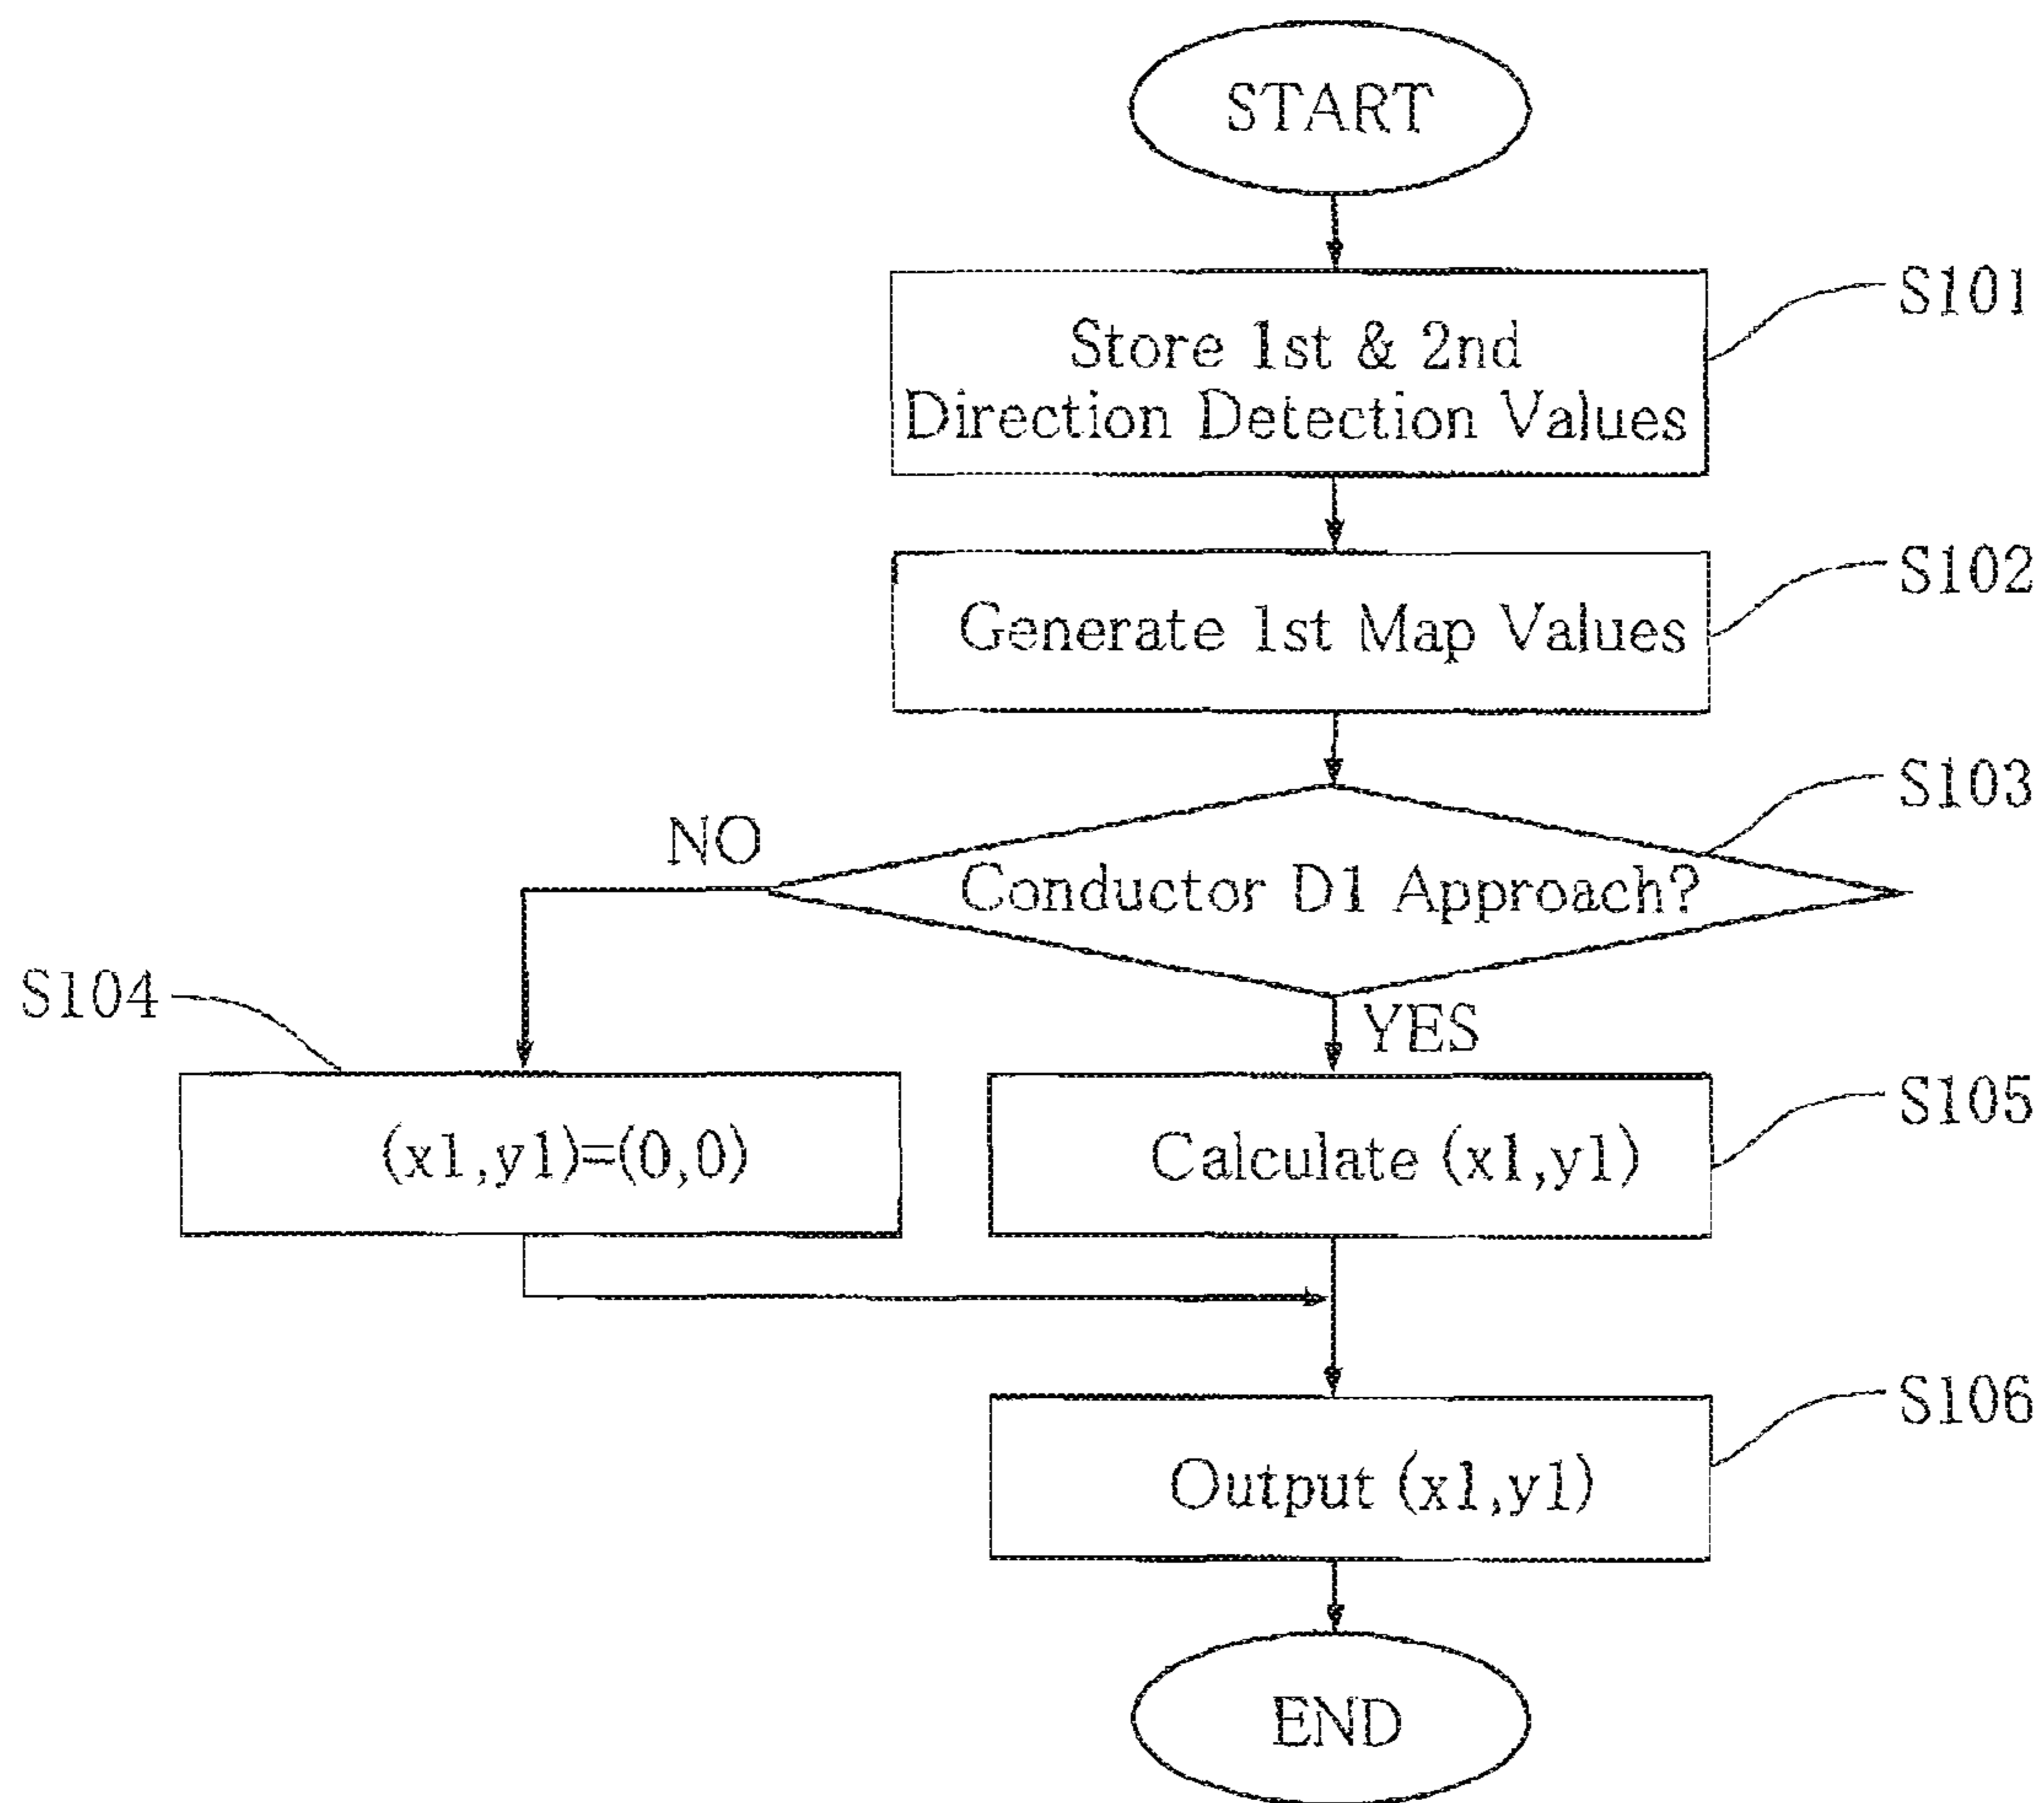 START
S101
Store 1st & 2nd
Direction Detection Values
S102
Generate 1st Map Values
S103
NO
Conductor D1 Approach?
S104
YES
(x1,y1)=(0,0)
Calculate (x1,y1)
S105
Output (x1,y1)
S106
END